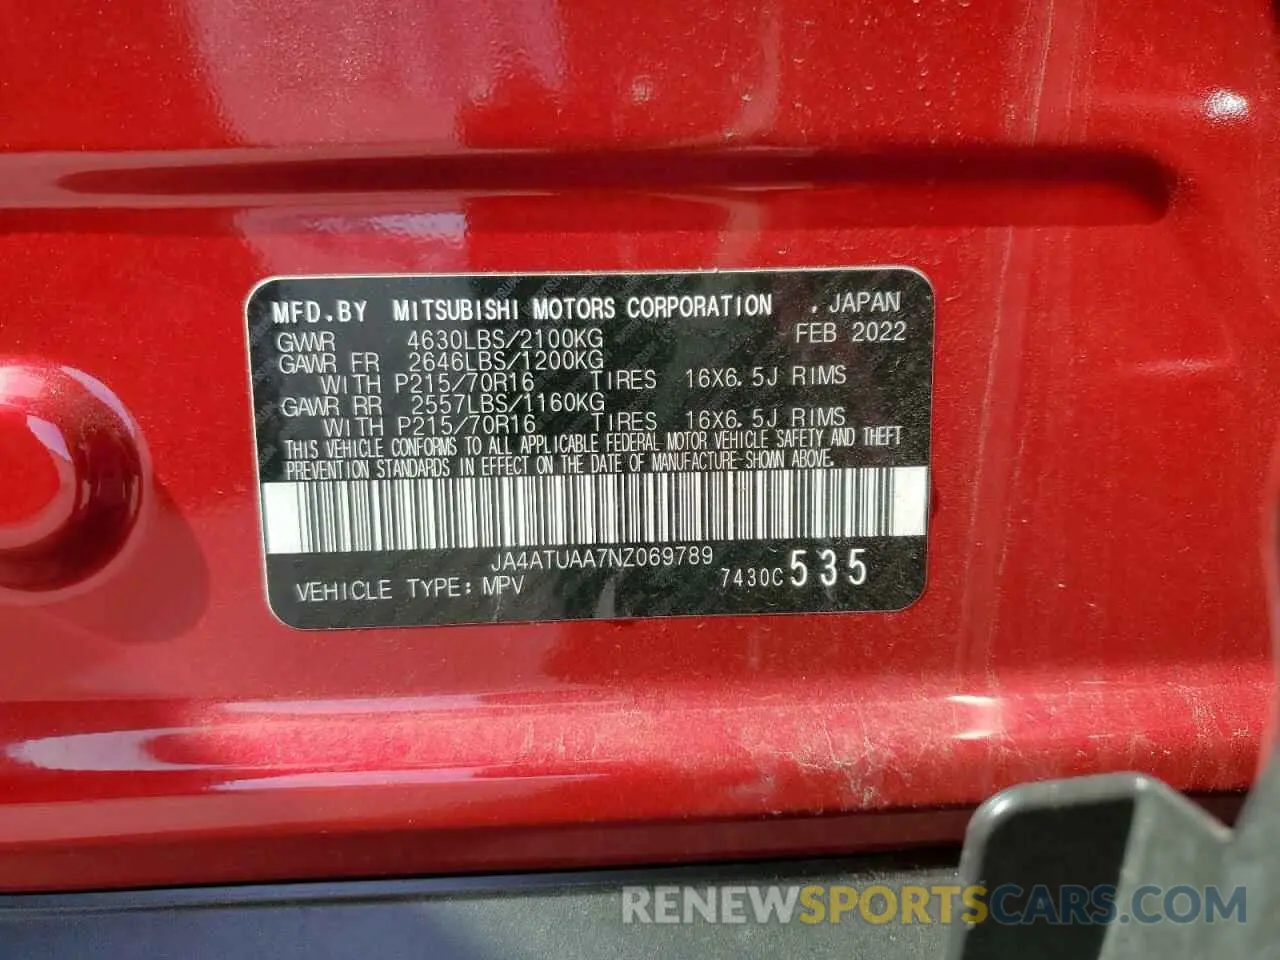 MFD.BY MITSUBISHI MOTORS CORPORATION , JAPAN
GVWR 4630LBS/2100KG FEB 2022
GAWR FR 2646LBS/1200KG
WITH P215/70R16 TIRES 16X6.5J RIMS
GAWR RR 2557LBS/1160KG
WITH P215/70R16 TIRES 16X6.5J RIMS
THIS VEHICLE CONFORMS TO ALL APPLICABLE FEDERAL MOTOR VEHICLE SAFETY AND THEFT
PREVENTION STANDARDS IN EFFECT ON THE DATE OF MANUFACTURE SHOWN ABOVE.
JA4ATUAA7NZ069789
VEHICLE TYPE: MPV 7430C 535
RENEWSPORTSCARS.COM